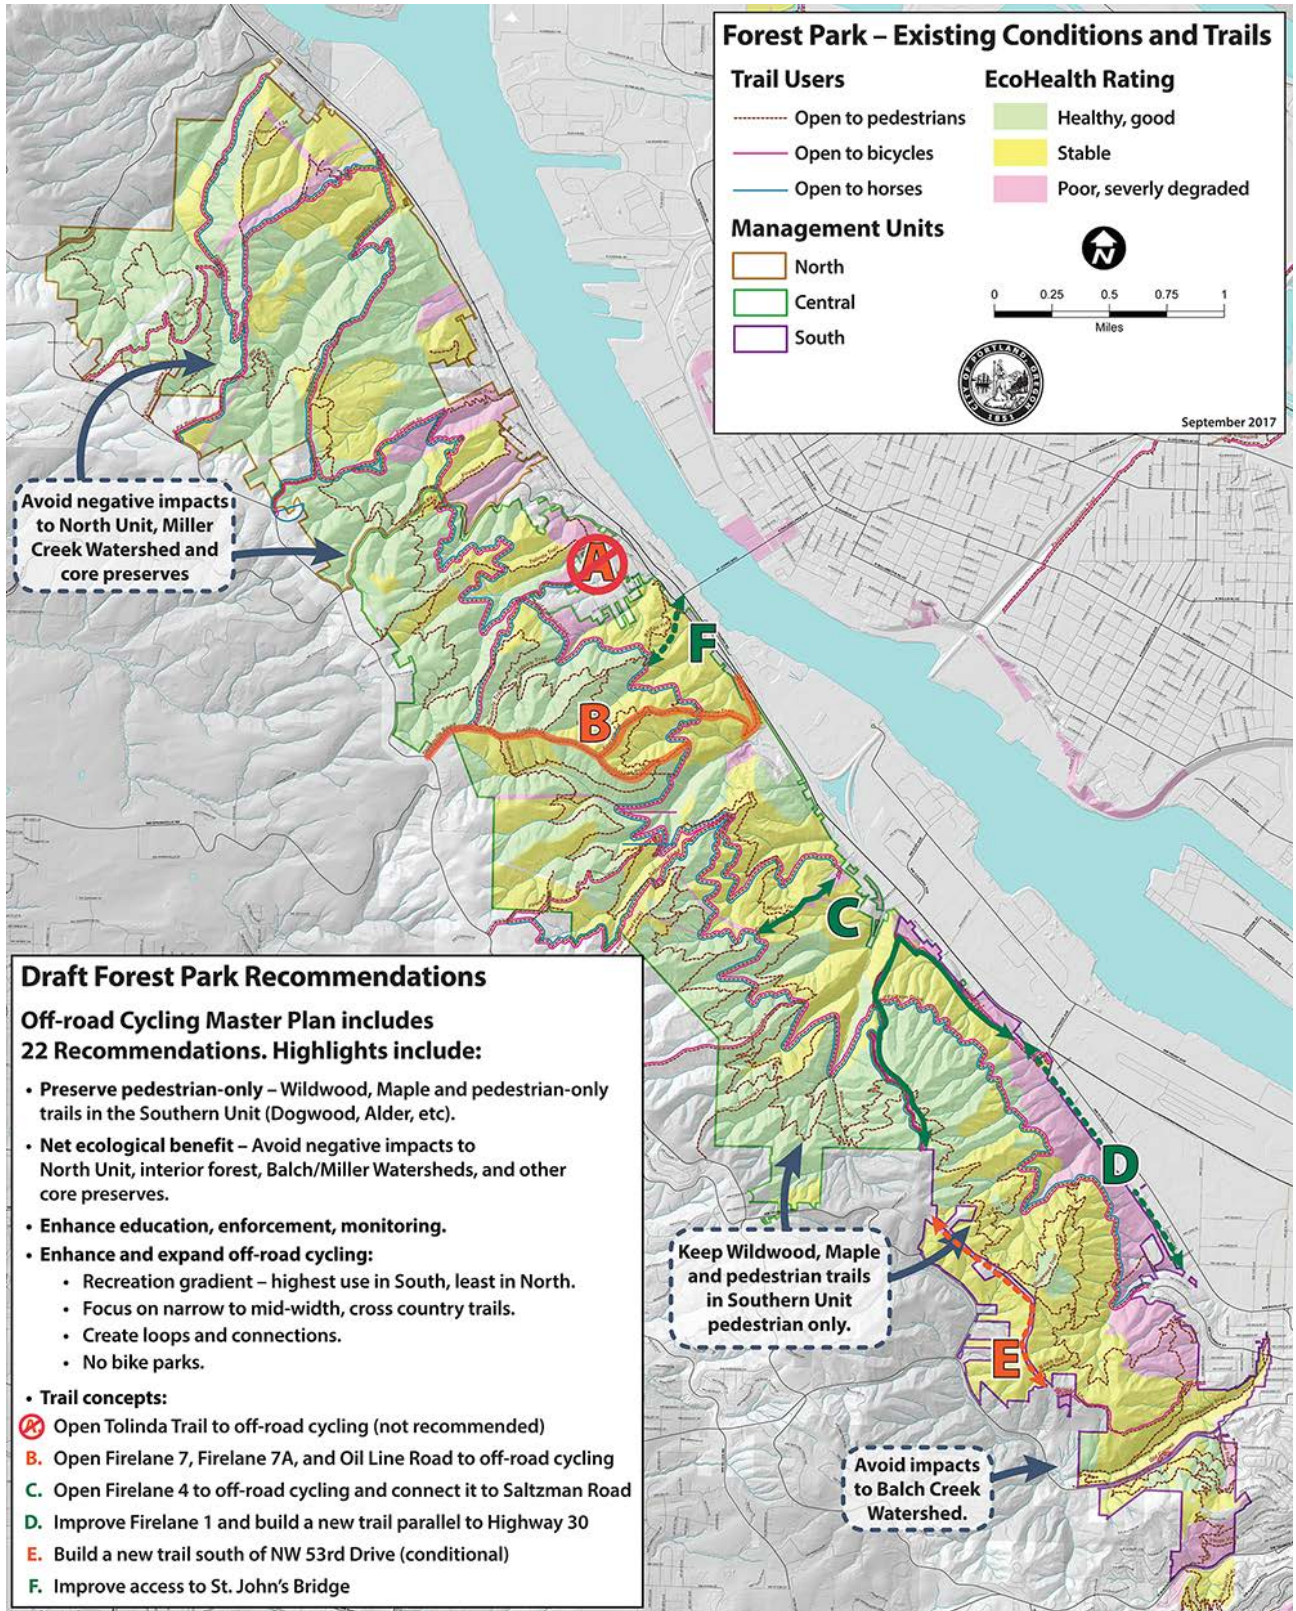 Forest Park – Existing Conditions and Trails
Trail Users
Open to pedestrians
Open to bicycles
Open to horses
Management Units
North
Central
South
EcoHealth Rating
Healthy, good
Stable
Poor, severly degraded
N
0 0.25 0.5 0.75 1
Miles
CITY OF PORTLAND, OREGON
1851
September 2017
Avoid negative impacts
to North Unit, Miller
Creek Watershed and
core preserves
A
F
B
C
D
Keep Wildwood, Maple
and pedestrian trails
in Southern Unit
pedestrian only.
E
Avoid impacts
to Balch Creek
Watershed.
Draft Forest Park Recommendations
Off-road Cycling Master Plan includes
22 Recommendations. Highlights include:
• Preserve pedestrian-only – Wildwood, Maple and pedestrian-only
trails in the Southern Unit (Dogwood, Alder, etc).
• Net ecological benefit – Avoid negative impacts to
North Unit, interior forest, Balch/Miller Watersheds, and other
core preserves.
• Enhance education, enforcement, monitoring.
• Enhance and expand off-road cycling:
• Recreation gradient – highest use in South, least in North.
• Focus on narrow to mid-width, cross country trails.
• Create loops and connections.
• No bike parks.
• Trail concepts:
A Open Tolinda Trail to off-road cycling (not recommended)
B. Open Firelane 7, Firelane 7A, and Oil Line Road to off-road cycling
C. Open Firelane 4 to off-road cycling and connect it to Saltzman Road
D. Improve Firelane 1 and build a new trail parallel to Highway 30
E. Build a new trail south of NW 53rd Drive (conditional)
F. Improve access to St. John's Bridge